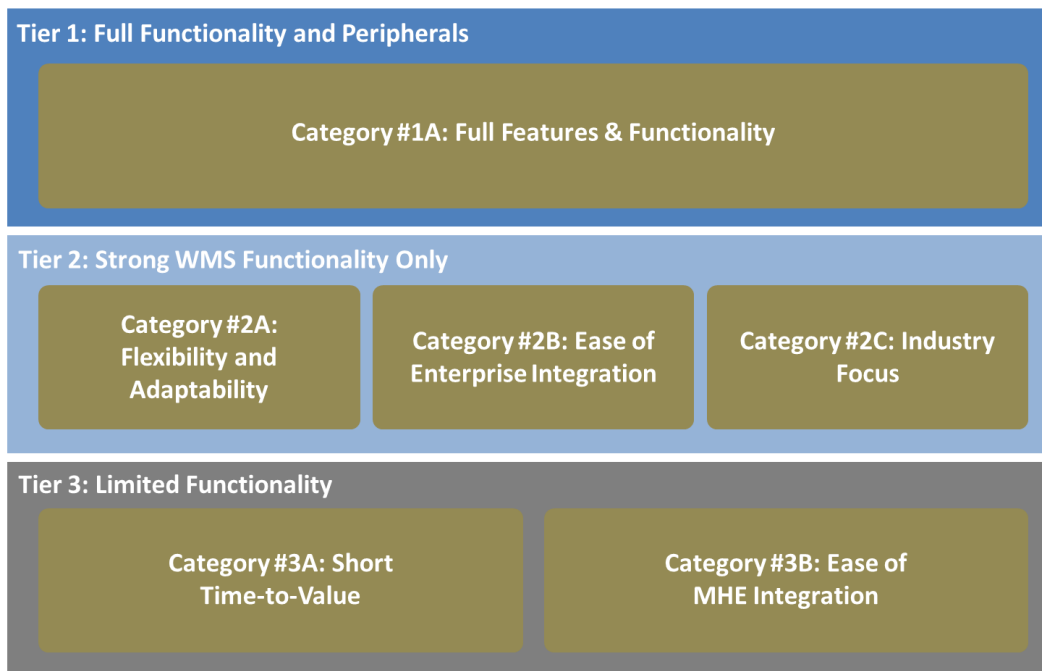 Tier 1: Full Functionality and Peripherals
Category #1A: Full Features & Functionality
Tier 2: Strong WMS Functionality Only
Category #2A:
Flexibility and
Adaptability
Category #2B: Ease of
Enterprise Integration
Category #2C: Industry
Focus
Tier 3: Limited Functionality
Category #3A: Short
Time-to-Value
Category #3B: Ease of
MHE Integration